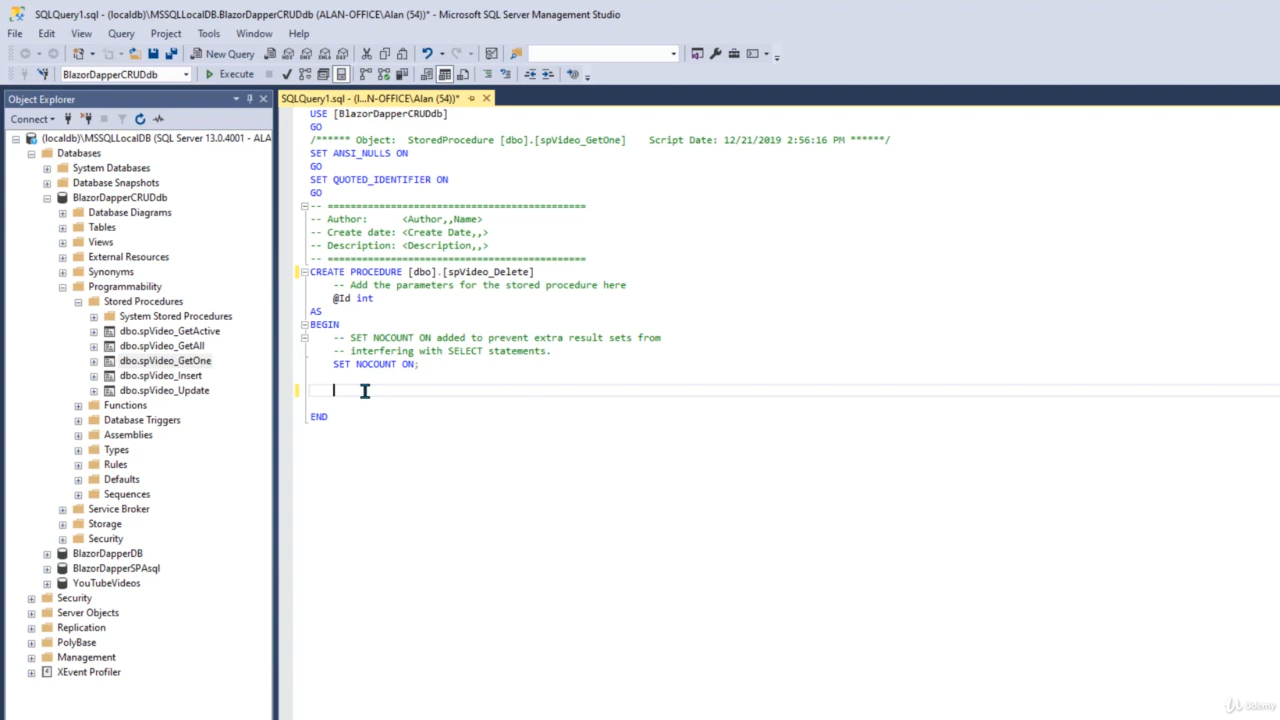 SQLQuery1.sql - (localdb)\MSSQLLocalDB.BlazorDapperCRUDdb (ALAN-OFFICE\Alan (54))* - Microsoft SQL Server Management Studio
File Edit View Query Project Tools Window Help
New Query
BlazorDapperCRUDdb Execute
Object Explorer
SQLQuery1.sql - (l...N-OFFICE\Alan (54))*
Connect
(localdb)\MSSQLLocalDB (SQL Server 13.0.4001 - ALA
Databases
System Databases
Database Snapshots
BlazorDapperCRUDdb
Database Diagrams
Tables
Views
External Resources
Synonyms
Programmability
Stored Procedures
System Stored Procedures
dbo.spVideo_GetActive
dbo.spVideo_GetAll
dbo.spVideo_GetOne
dbo.spVideo_Insert
dbo.spVideo_Update
Functions
Database Triggers
Assemblies
Types
Rules
Defaults
Sequences
Service Broker
Storage
Security
BlazorDapperDB
BlazorDapperSPAsql
YouTubeVideos
Security
Server Objects
Replication
PolyBase
Management
XEvent Profiler
USE [BlazorDapperCRUDdb]
GO
/****** Object:  StoredProcedure [dbo].[spVideo_GetOne]    Script Date: 12/21/2019 2:56:16 PM ******/
SET ANSI_NULLS ON
GO
SET QUOTED_IDENTIFIER ON
GO
-- =============================================
-- Author:      <Author,,Name>
-- Create date: <Create Date,,>
-- Description: <Description,,>
-- =============================================
CREATE PROCEDURE [dbo].[spVideo_Delete]
-- Add the parameters for the stored procedure here
@Id int
AS
BEGIN
-- SET NOCOUNT ON added to prevent extra result sets from
-- interfering with SELECT statements.
SET NOCOUNT ON;
END
Udemy